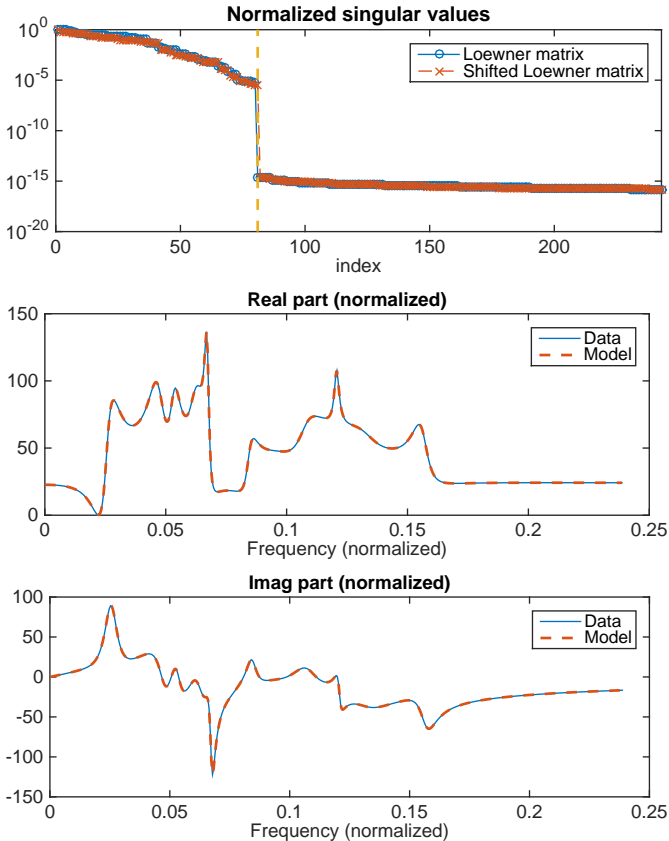 Normalized singular values
10^0
10^-5
10^-10
10^-15
10^-20
0 50 100 150 200
index
Loewner matrix
Shifted Loewner matrix
Real part (normalized)
150
100
50
0
0 0.05 0.1 0.15 0.2 0.25
Frequency (normalized)
Data
Model
Imag part (normalized)
100
50
0
-50
-100
-150
0 0.05 0.1 0.15 0.2 0.25
Frequency (normalized)
Data
Model